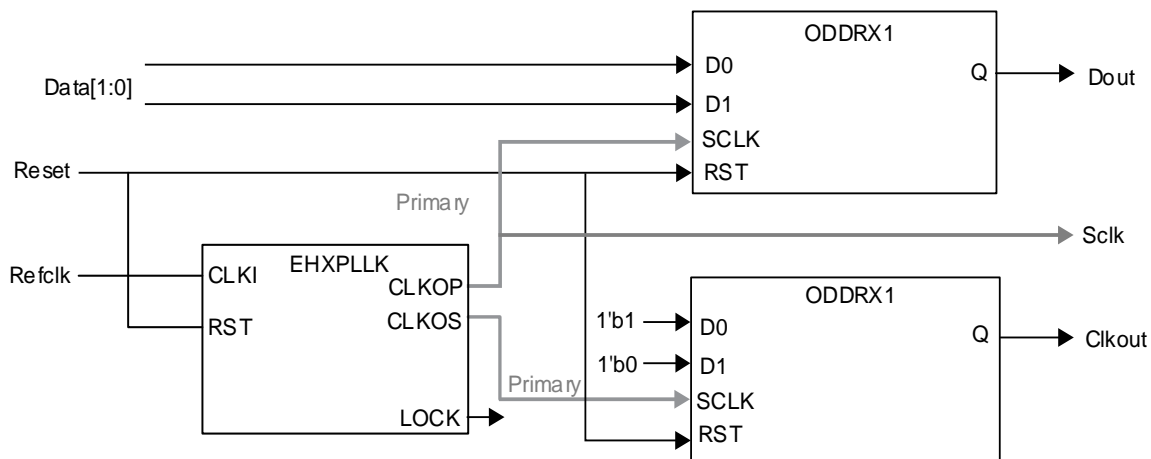 ODDRX1
D0
Q
Dout
Data[1:0]
D1
SCLK
Reset
RST
Primary
Sclk
EHXPLLK
Refclk
CLKI
CLKOP
ODDRX1
CLKOS
1'b1
D0
Q
Clkout
RST
1'b0
D1
Primary
SCLK
LOCK
RST